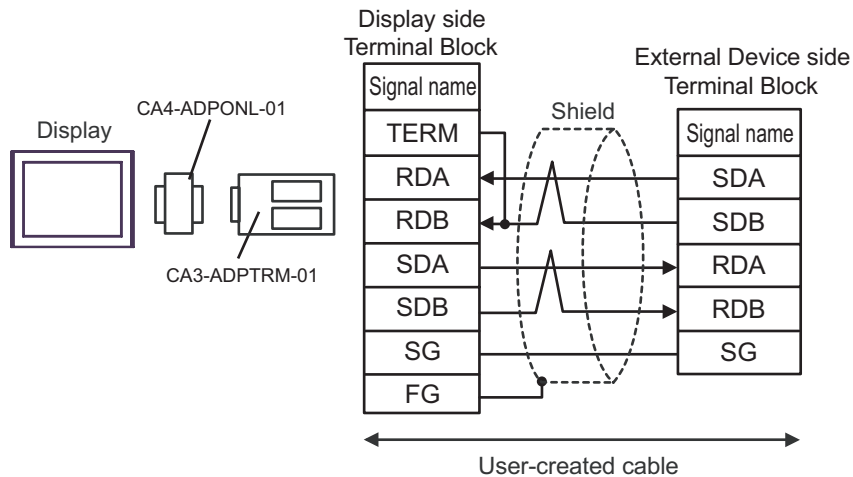 Display side
Terminal Block
External Device side
Terminal Block
Signal name
CA4-ADPONL-01
Shield
Display
TERM
Signal name
RDA
SDA
RDB
SDB
CA3-ADPTRM-01
SDA
RDA
SDB
RDB
SG
SG
FG
User-created cable